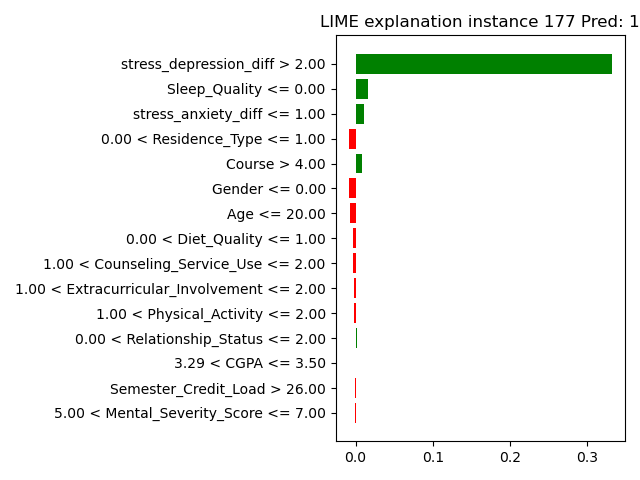 LIME explanation instance 177 Pred: 1
stress_depression_diff > 2.00
Sleep_Quality <= 0.00
stress_anxiety_diff <= 1.00
0.00 < Residence_Type <= 1.00
Course > 4.00
Gender <= 0.00
Age <= 20.00
0.00 < Diet_Quality <= 1.00
1.00 < Counseling_Service_Use <= 2.00
1.00 < Extracurricular_Involvement <= 2.00
1.00 < Physical_Activity <= 2.00
0.00 < Relationship_Status <= 2.00
3.29 < CGPA <= 3.50
Semester_Credit_Load > 26.00
5.00 < Mental_Severity_Score <= 7.00
0.0 0.1 0.2 0.3